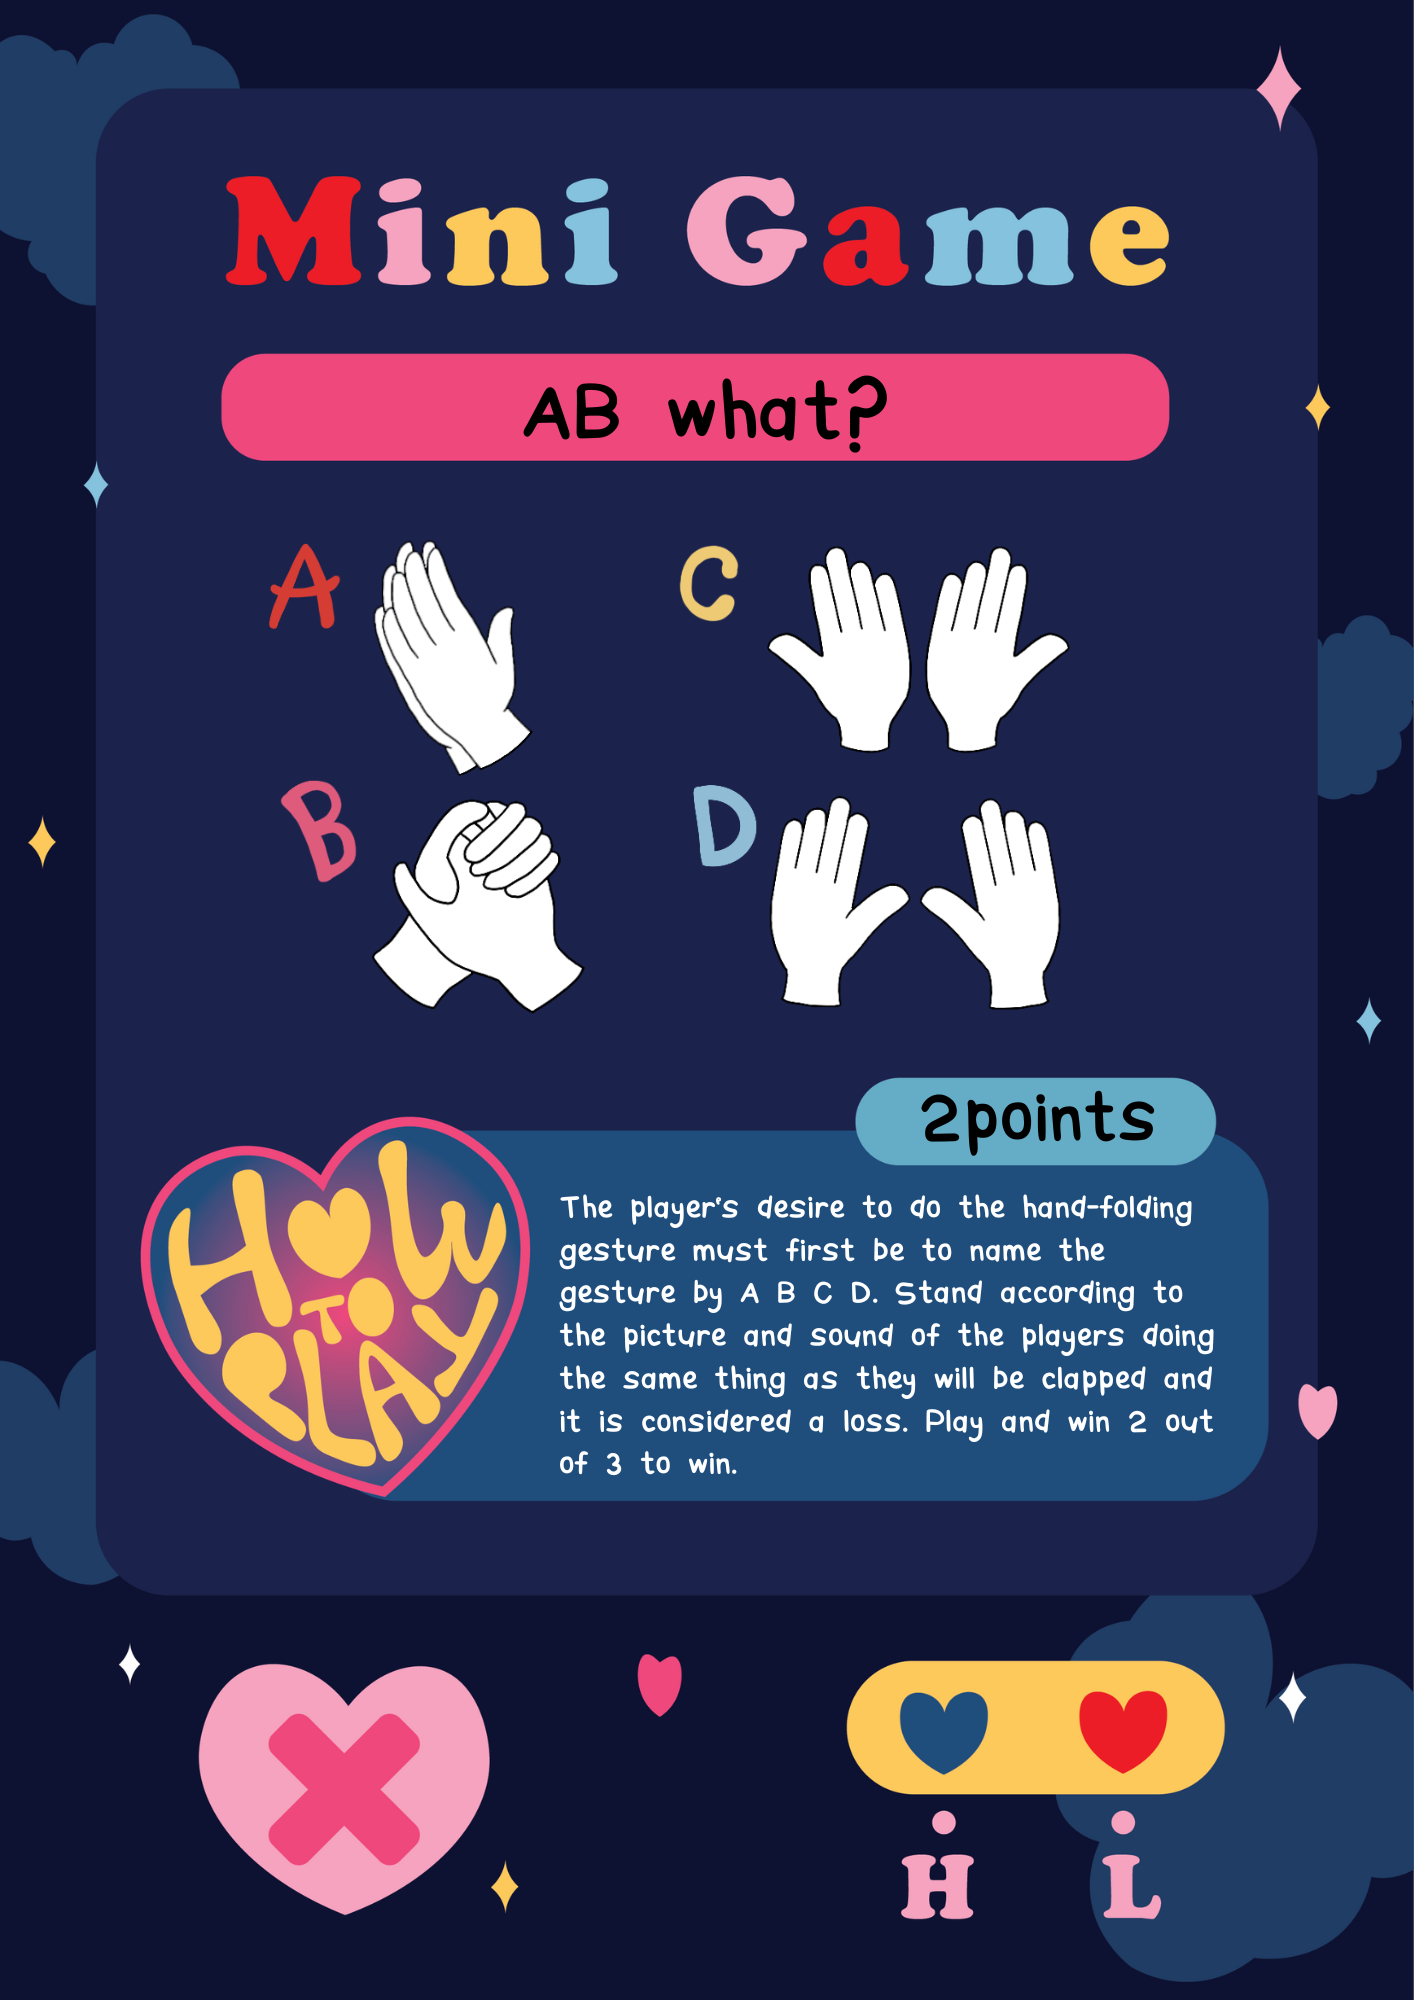 Mini Game
AB what?
A
C
B
D
2points
HOW
TO
PLAY
The player's desire to do the hand-folding
gesture must first be to name the
gesture by A B C D. Stand according to
the picture and sound of the players doing
the same thing as they will be clapped and
it is considered a loss. Play and win 2 out
of 3 to win.
H L